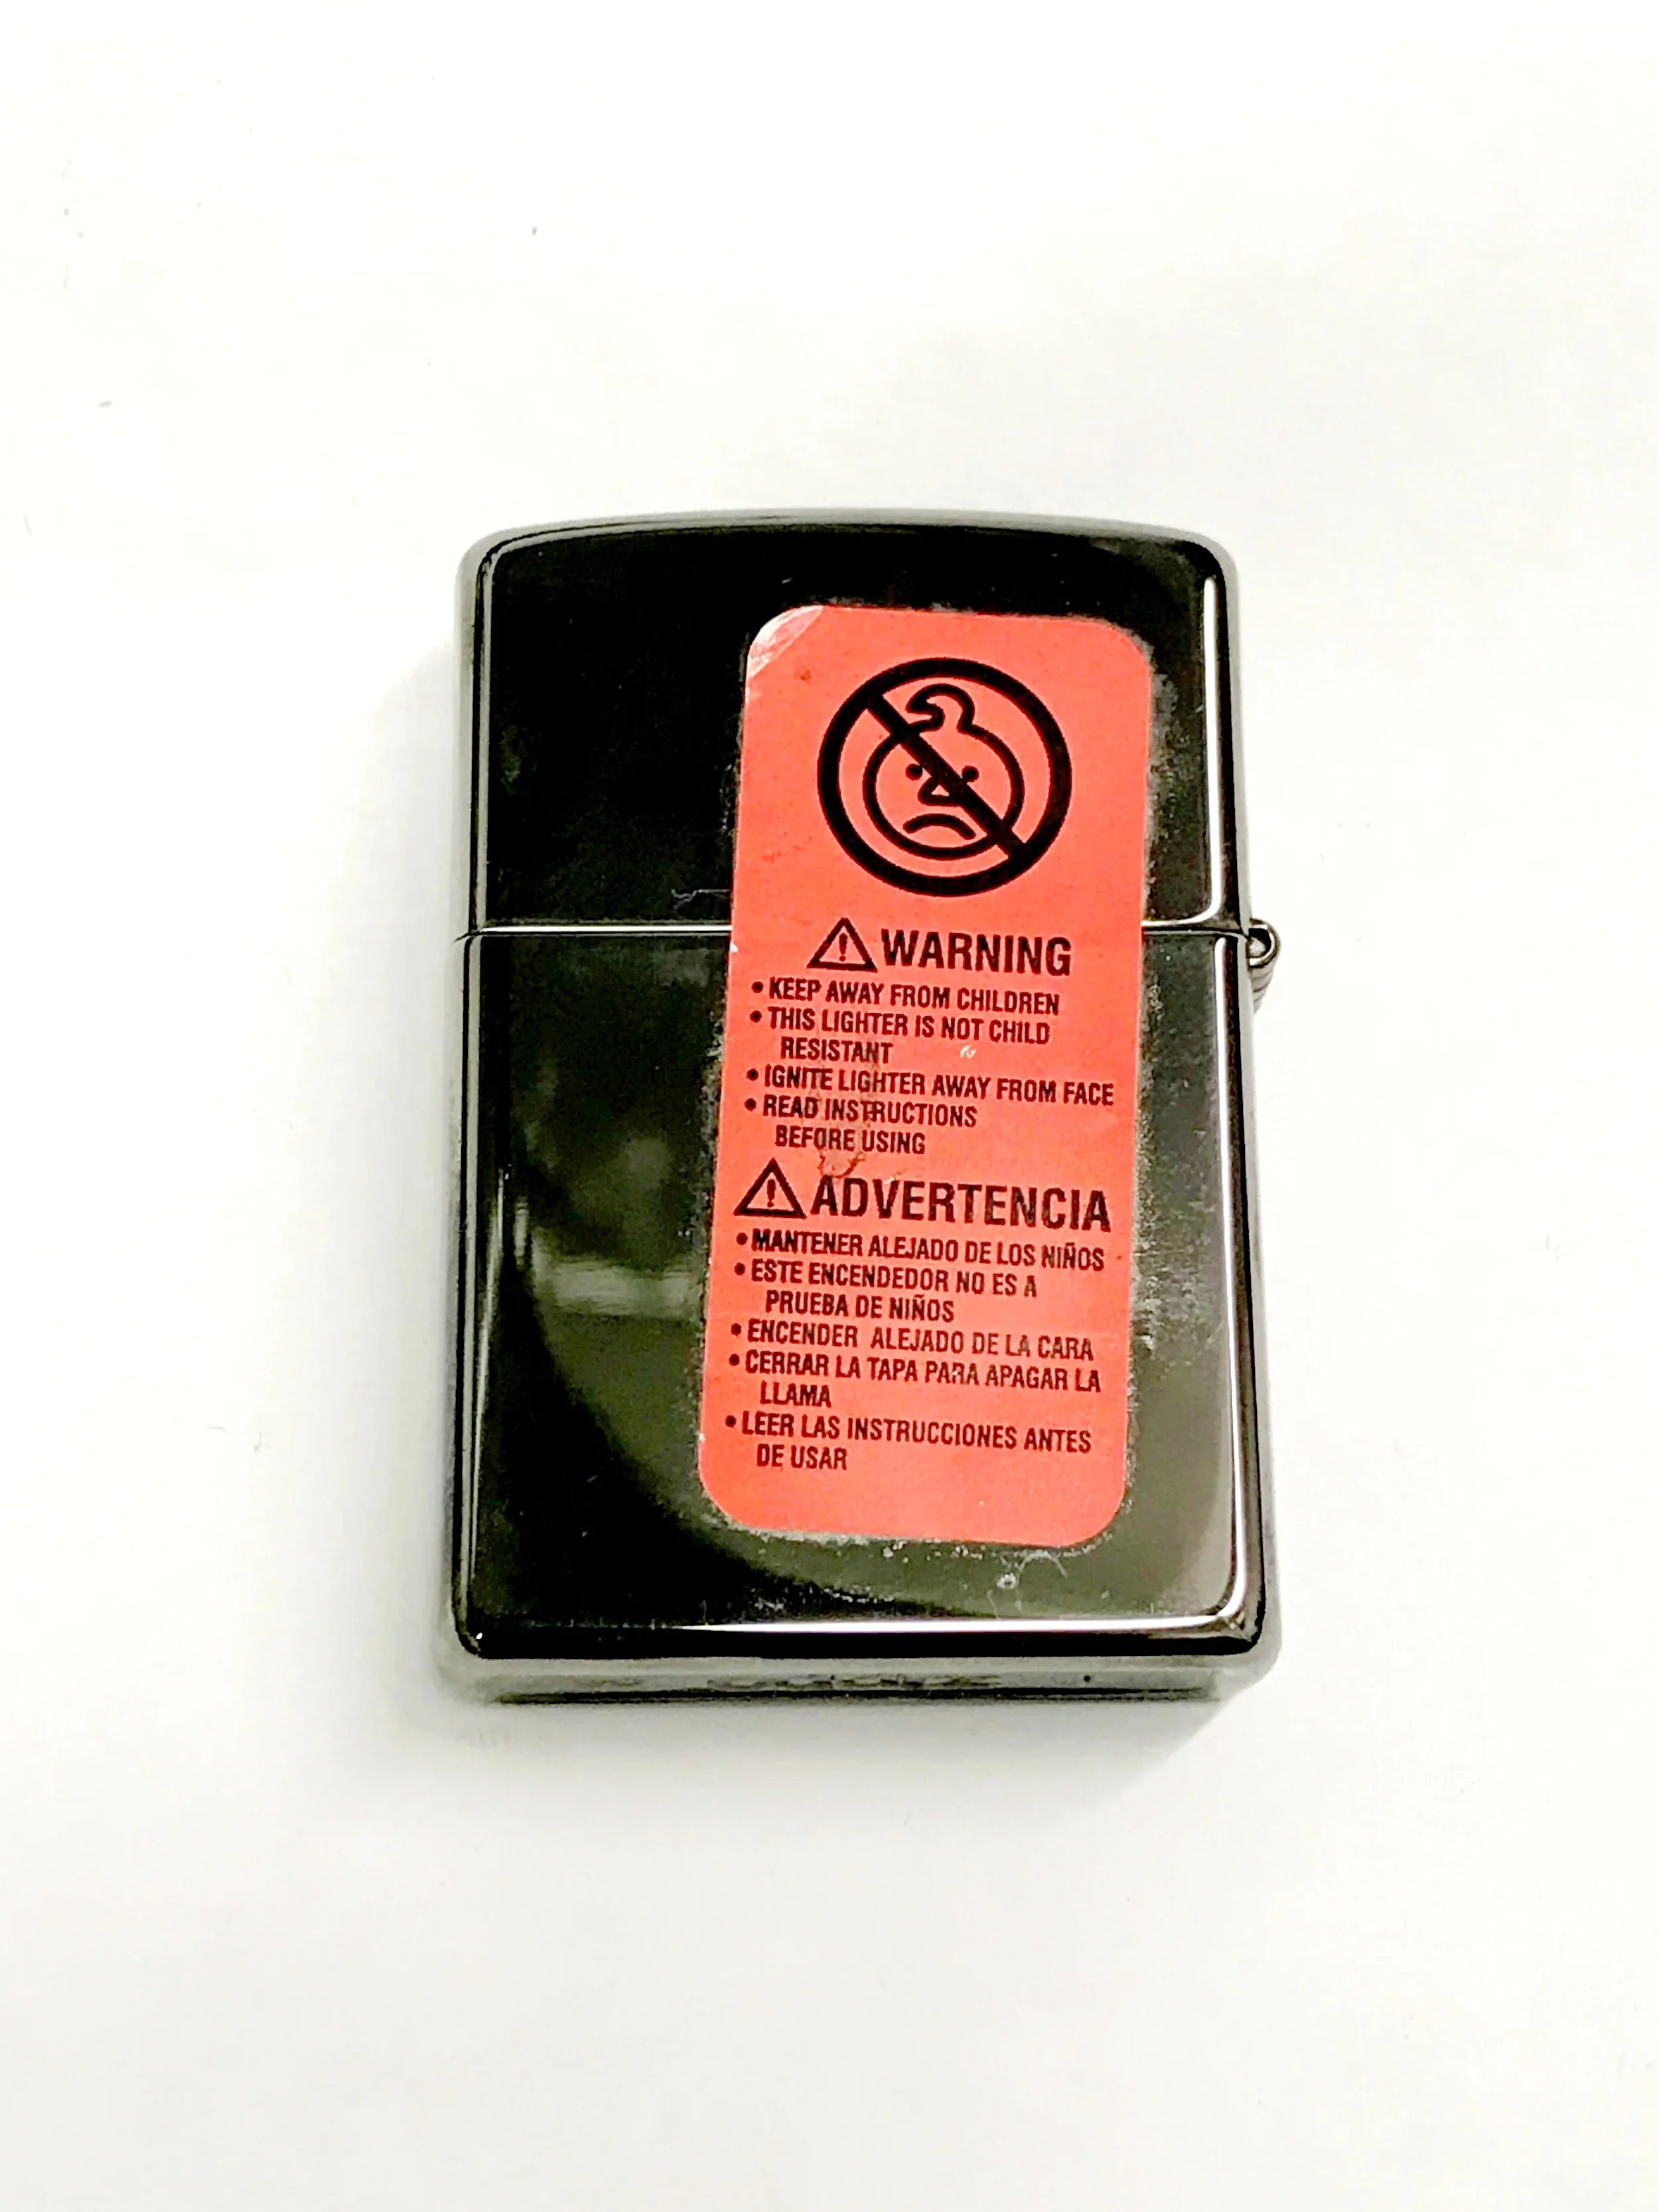 WARNING
• KEEP AWAY FROM CHILDREN
• THIS LIGHTER IS NOT CHILD
RESISTANT
• IGNITE LIGHTER AWAY FROM FACE
• READ INSTRUCTIONS
BEFORE USING
ADVERTENCIA
• MANTENER ALEJADO DE LOS NIÑOS
• ESTE ENCENDEDOR NO ES A
PRUEBA DE NIÑOS
• ENCENDER ALEJADO DE LA CARA
• CERRAR LA TAPA PARA APAGAR LA
LLAMA
• LEER LAS INSTRUCCIONES ANTES
DE USAR